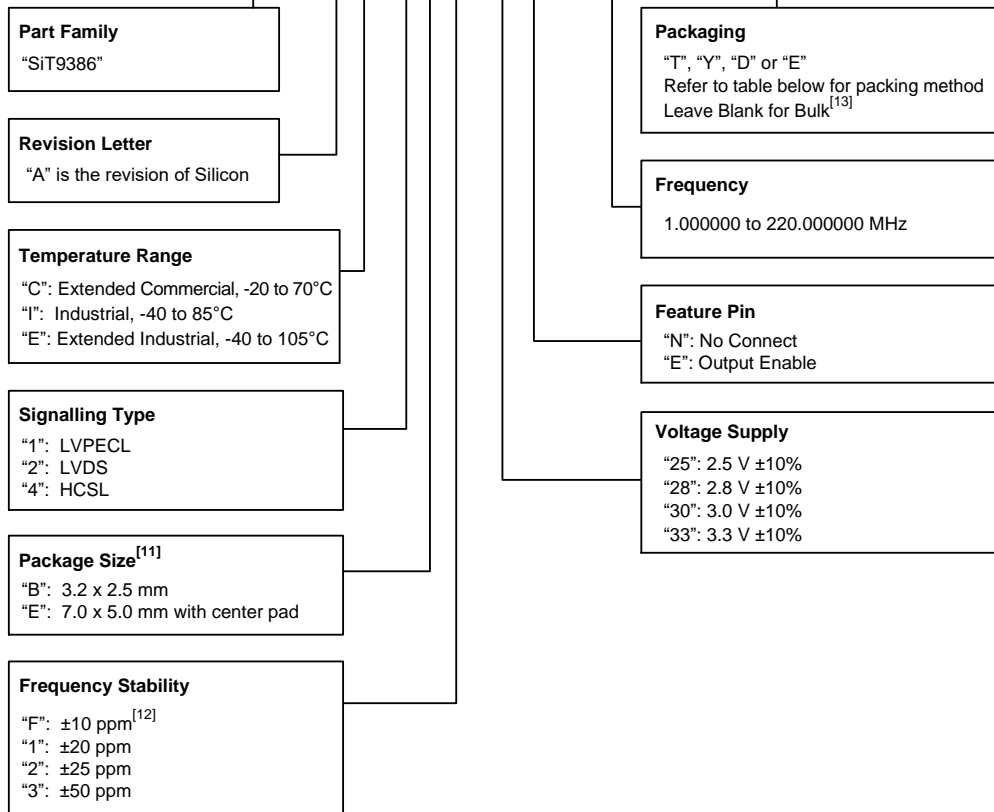 Part Family
“SiT9386”
Revision Letter
“A” is the revision of Silicon
Temperature Range
“C”: Extended Commercial, -20 to 70°C
“I”: Industrial, -40 to 85°C
“E”: Extended Industrial, -40 to 105°C
Signalling Type
“1”: LVPECL
“2”: LVDS
“4”: HCSL
Package Size[11]
“B”: 3.2 x 2.5 mm
“E”: 7.0 x 5.0 mm with center pad
Frequency Stability
“F”: ±10 ppm[12]
“1”: ±20 ppm
“2”: ±25 ppm
“3”: ±50 ppm
Packaging
“T”, “Y”, “D” or “E”
Refer to table below for packing method
Leave Blank for Bulk[13]
Frequency
1.000000 to 220.000000 MHz
Feature Pin
“N”: No Connect
“E”: Output Enable
Voltage Supply
“25”: 2.5 V ±10%
“28”: 2.8 V ±10%
“30”: 3.0 V ±10%
“33”: 3.3 V ±10%